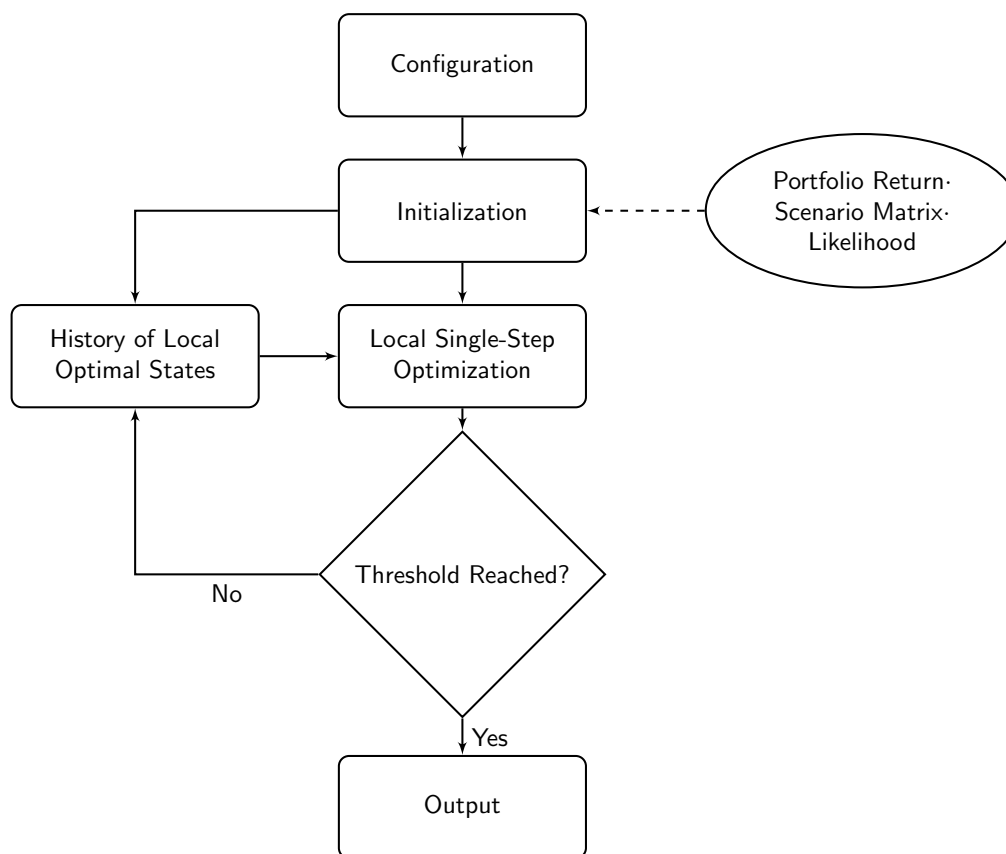 Configuration
Initialization
Portfolio Return·
Scenario Matrix·
Likelihood
History of Local
Optimal States
Local Single-Step
Optimization
Threshold Reached?
No
Yes
Output